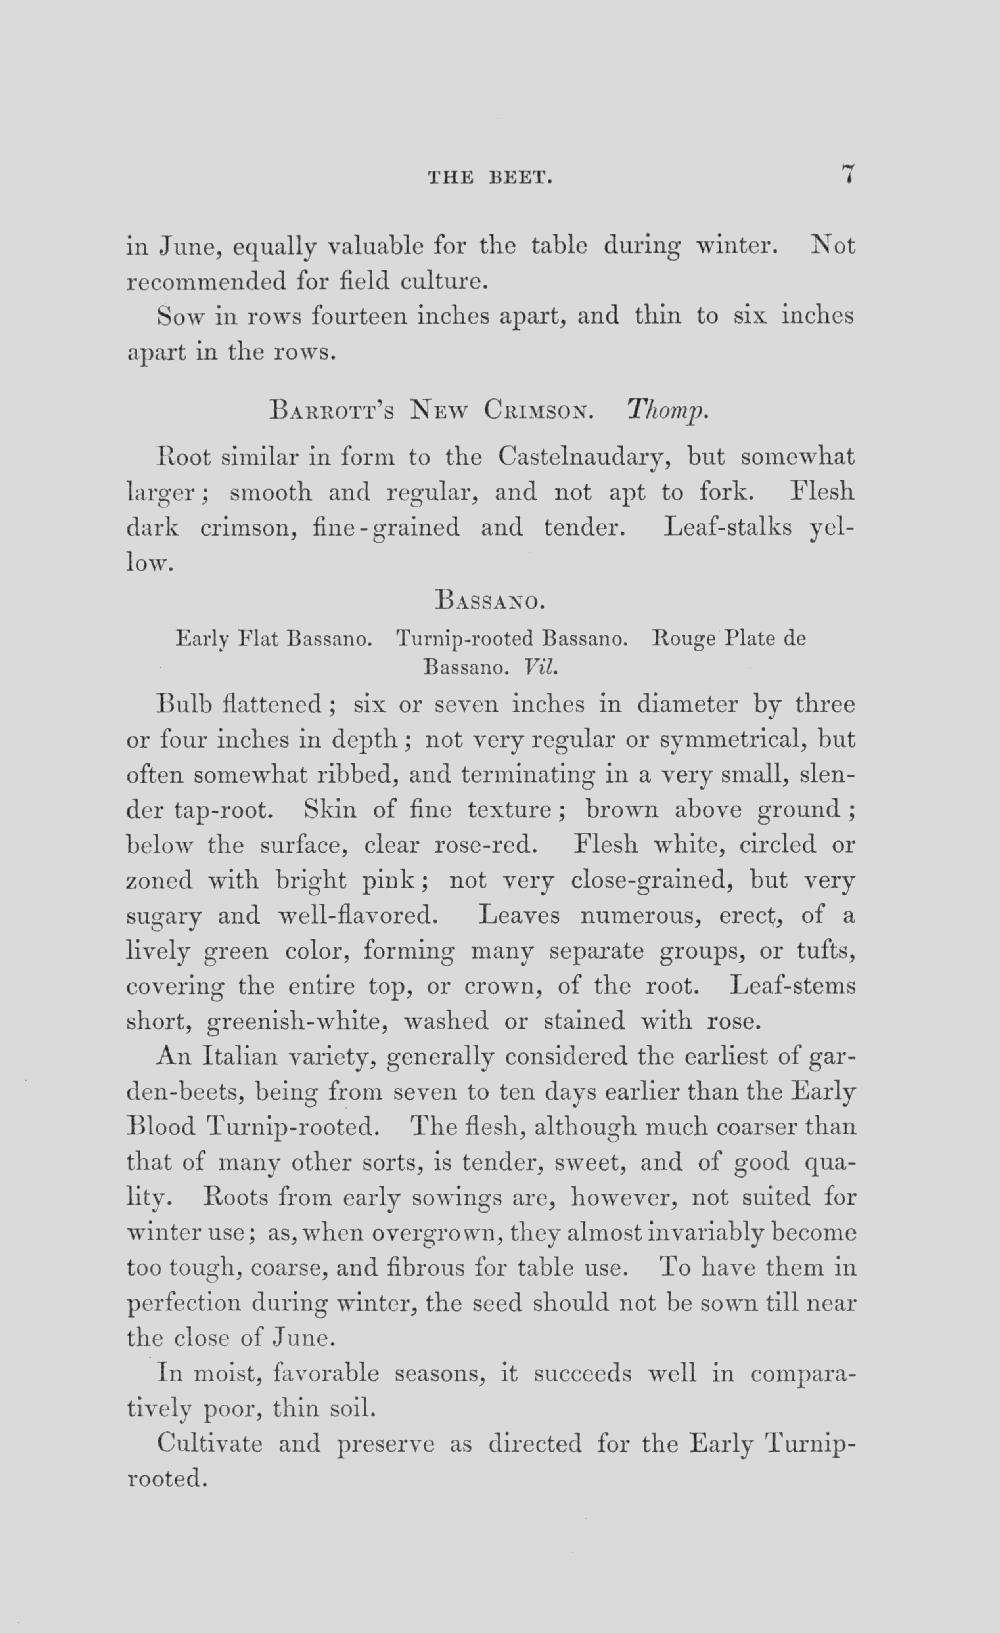 THE BEET. 7
in June, equally valuable for the table during winter. Not
recommended for field culture.
Sow in rows fourteen inches apart, and thin to six inches
apart in the rows.
BARROTT'S NEW CRIMSON. Thomp.
Root similar in form to the Castelnaudary, but somewhat
larger; smooth and regular, and not apt to fork. Flesh
dark crimson, fine-grained and tender. Leaf-stalks yel-
low.
BASSANO.
Early Flat Bassano. Turnip-rooted Bassano. Rouge Plate de
Bassano. Vil.
Bulb flattened; six or seven inches in diameter by three
or four inches in depth; not very regular or symmetrical, but
often somewhat ribbed, and terminating in a very small, slen-
der tap-root. Skin of fine texture; brown above ground;
below the surface, clear rose-red. Flesh white, circled or
zoned with bright pink; not very close-grained, but very
sugary and well-flavored. Leaves numerous, erect, of a
lively green color, forming many separate groups, or tufts,
covering the entire top, or crown, of the root. Leaf-stems
short, greenish-white, washed or stained with rose.
An Italian variety, generally considered the earliest of gar-
den-beets, being from seven to ten days earlier than the Early
Blood Turnip-rooted. The flesh, although much coarser than
that of many other sorts, is tender, sweet, and of good qua-
lity. Roots from early sowings are, however, not suited for
winter use; as, when overgrown, they almost invariably become
too tough, coarse, and fibrous for table use. To have them in
perfection during winter, the seed should not be sown till near
the close of June.
In moist, favorable seasons, it succeeds well in compara-
tively poor, thin soil.
Cultivate and preserve as directed for the Early Turnip-
rooted.